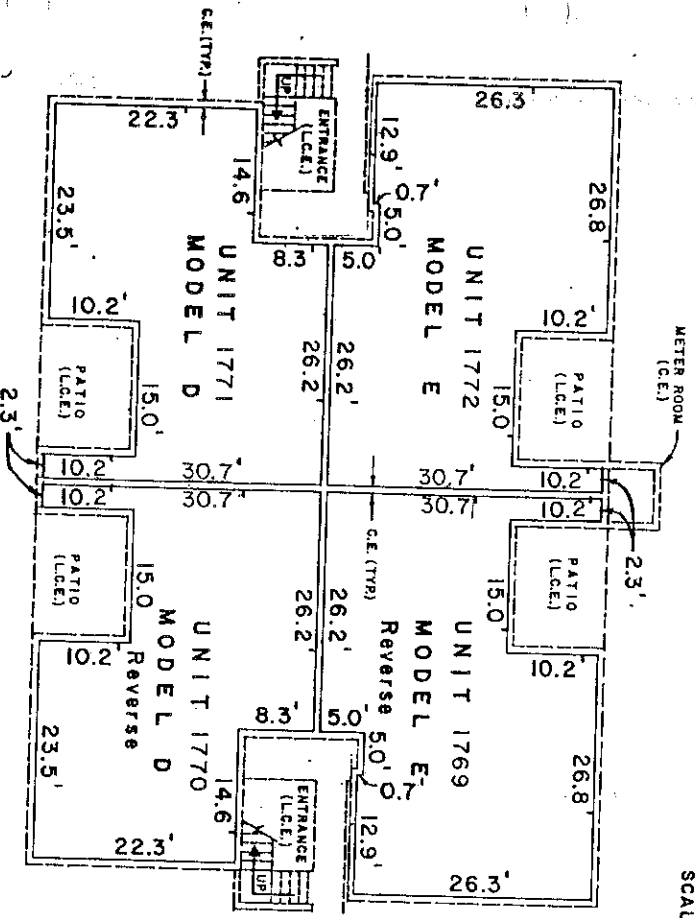 SCAL
METER ROOM
(C.E.)
C.E. (TYP.)
26.3'
26.8
12.9'
0.7'
5.0'
5.0
10.2'
PATIO
(L.C.E.)
15.0'
10.2'
2.3'
UNIT 1772
MODEL E
26.2'
30.7'
ENTRANCE
(L.C.E.)
UP
22.3'
14.6'
8.3'
23.5'
UNIT 1771
MODEL D
26.2'
10.2'
PATIO
(L.C.E.)
15.0'
10.2'
30.7'
2.3'
C.E. (TYP.)
10.2'
PATIO
(L.C.E.)
15.0'
10.2'
30.7'
26.2'
UNIT 1769
MODEL E
Reverse
5.0'
5.0'
0.7'
12.9'
26.8
26.3'
10.2'
30.7'
PATIO
(L.C.E.)
15.0
10.2'
26.2'
UNIT 1770
MODEL D
Reverse
8.3'
14.6'
23.5'
22.3'
ENTRANCE
(L.C.E.)
UP